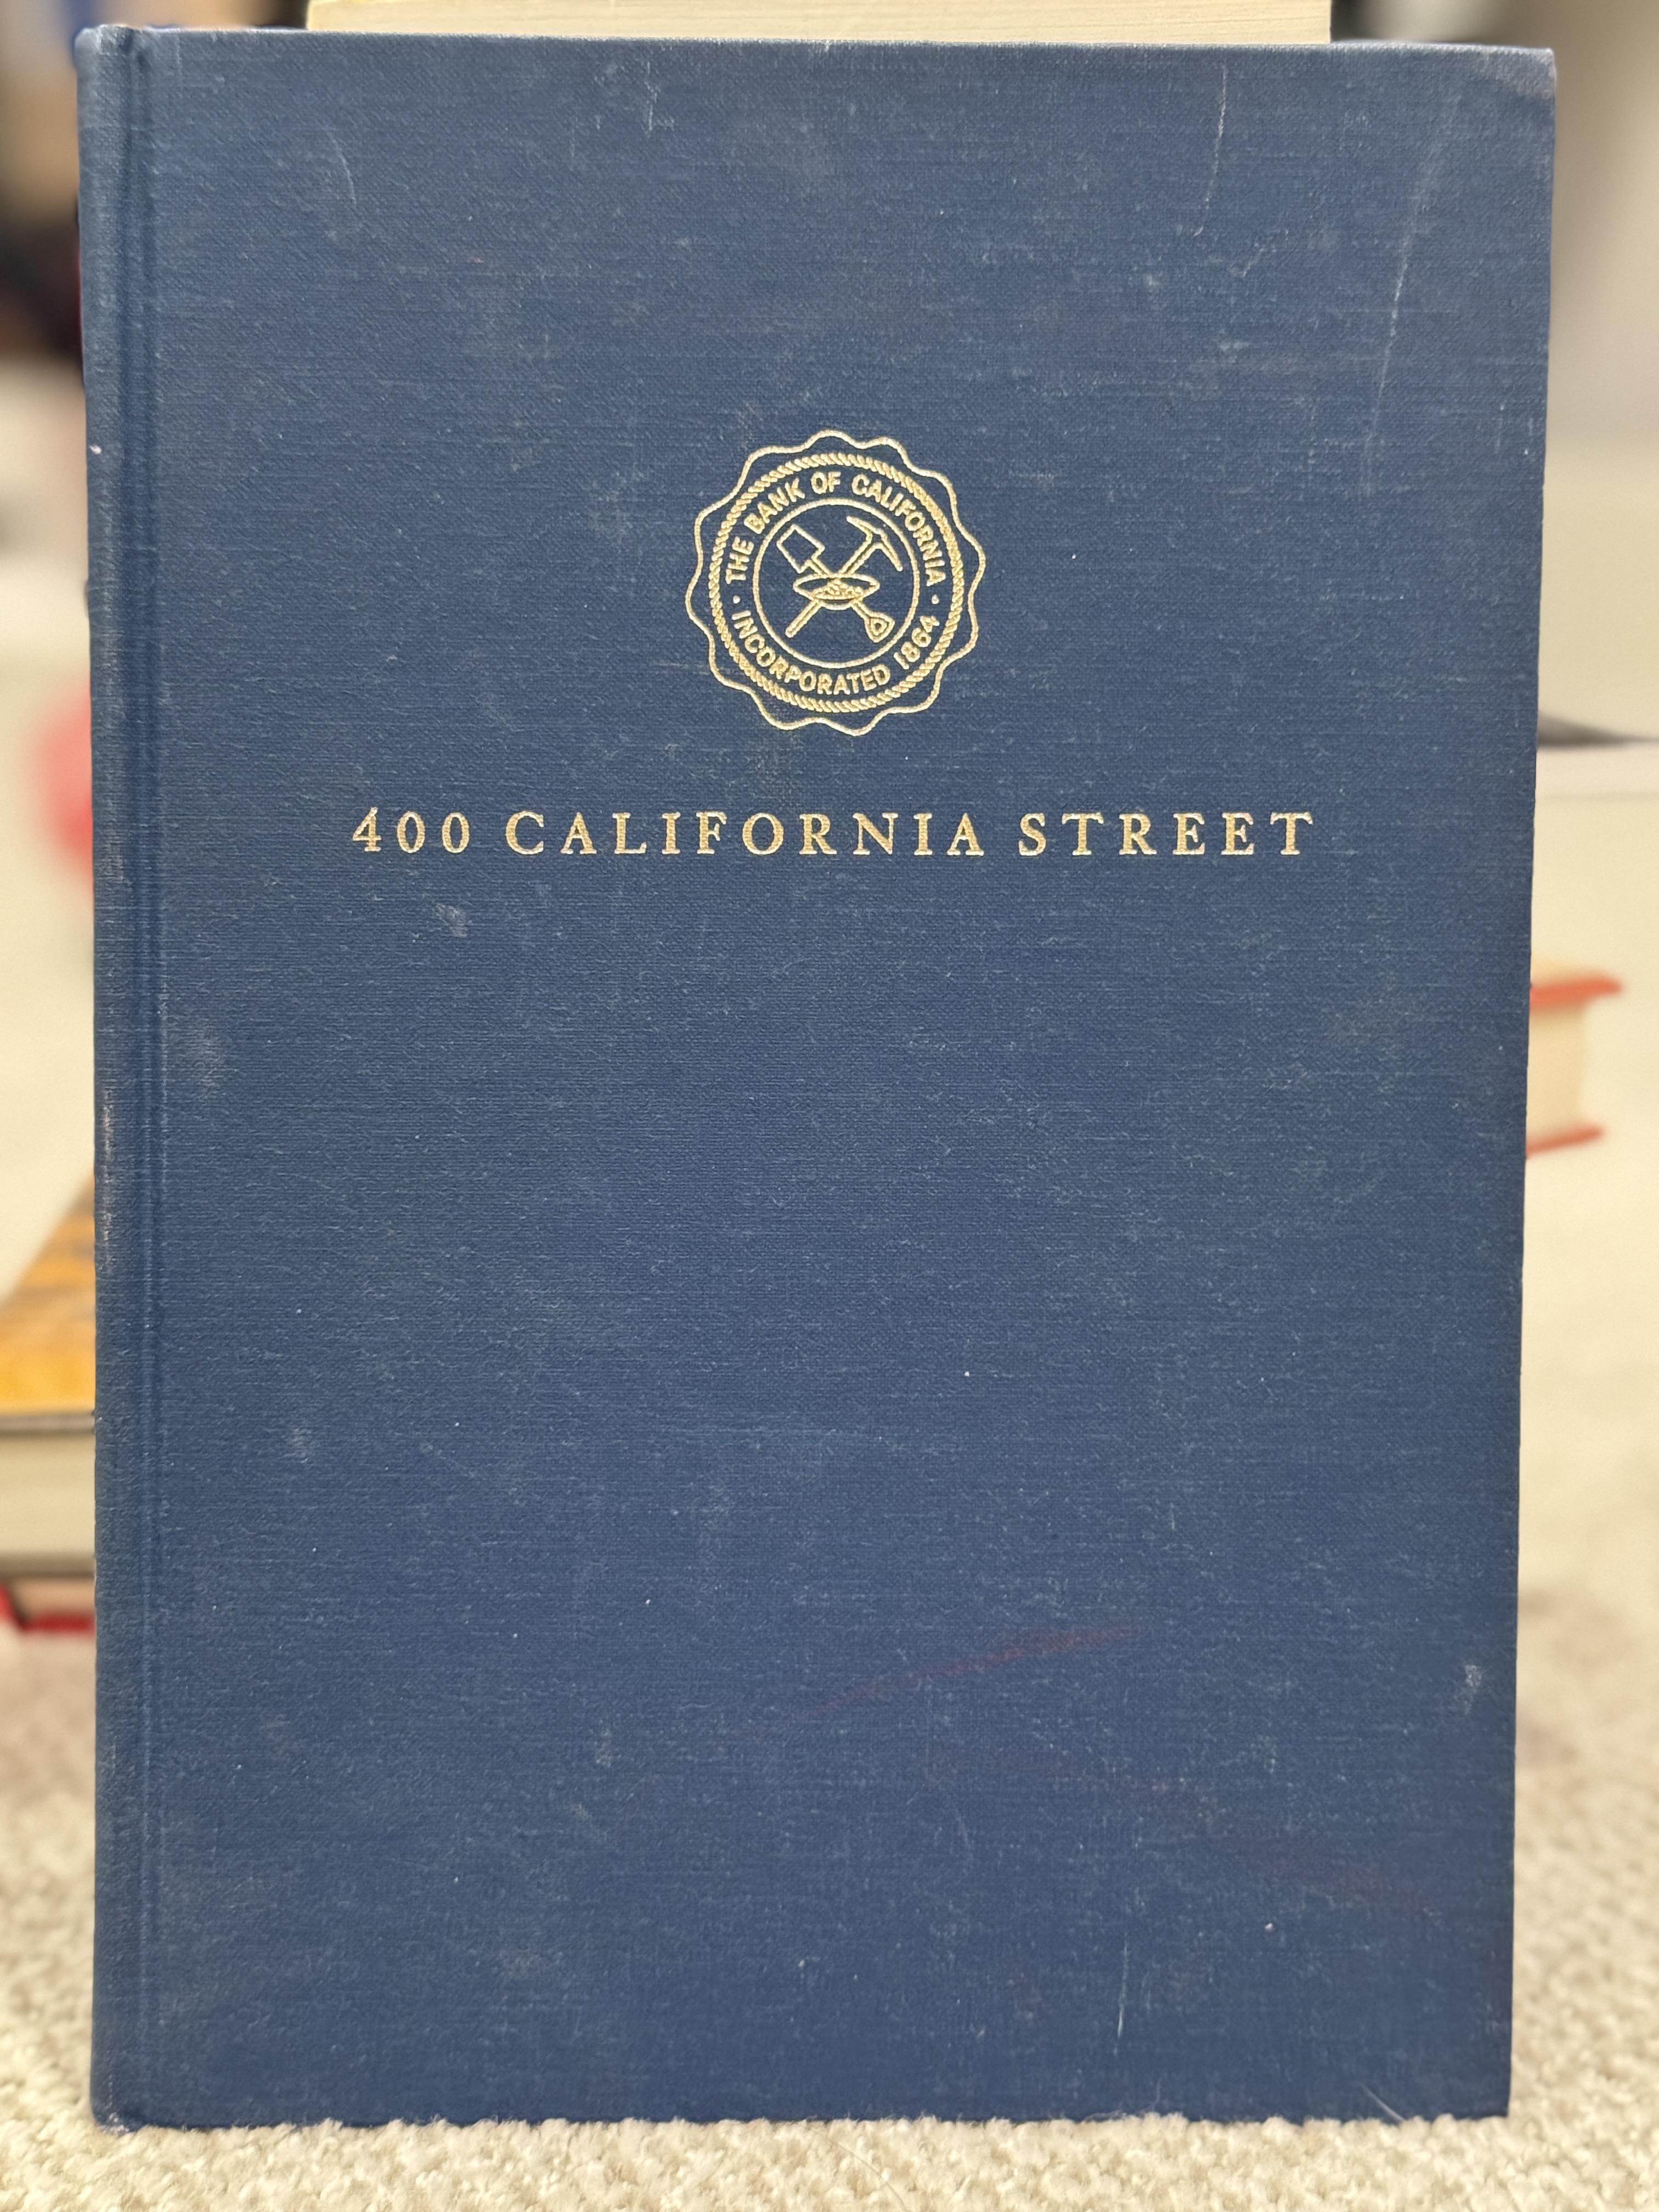 THE BANK OF CALIFORNIA
· INCORPORATED 1864 ·
400 CALIFORNIA STREET